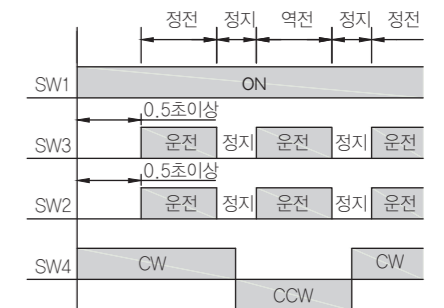 정전 정지 역전 정지 정전
SW1 ON
0.5초이상
SW3 운전 정지 운전 정지 운전
0.5초이상
SW2 운전 정지 운전 정지 운전
SW4 CW CW
CCW